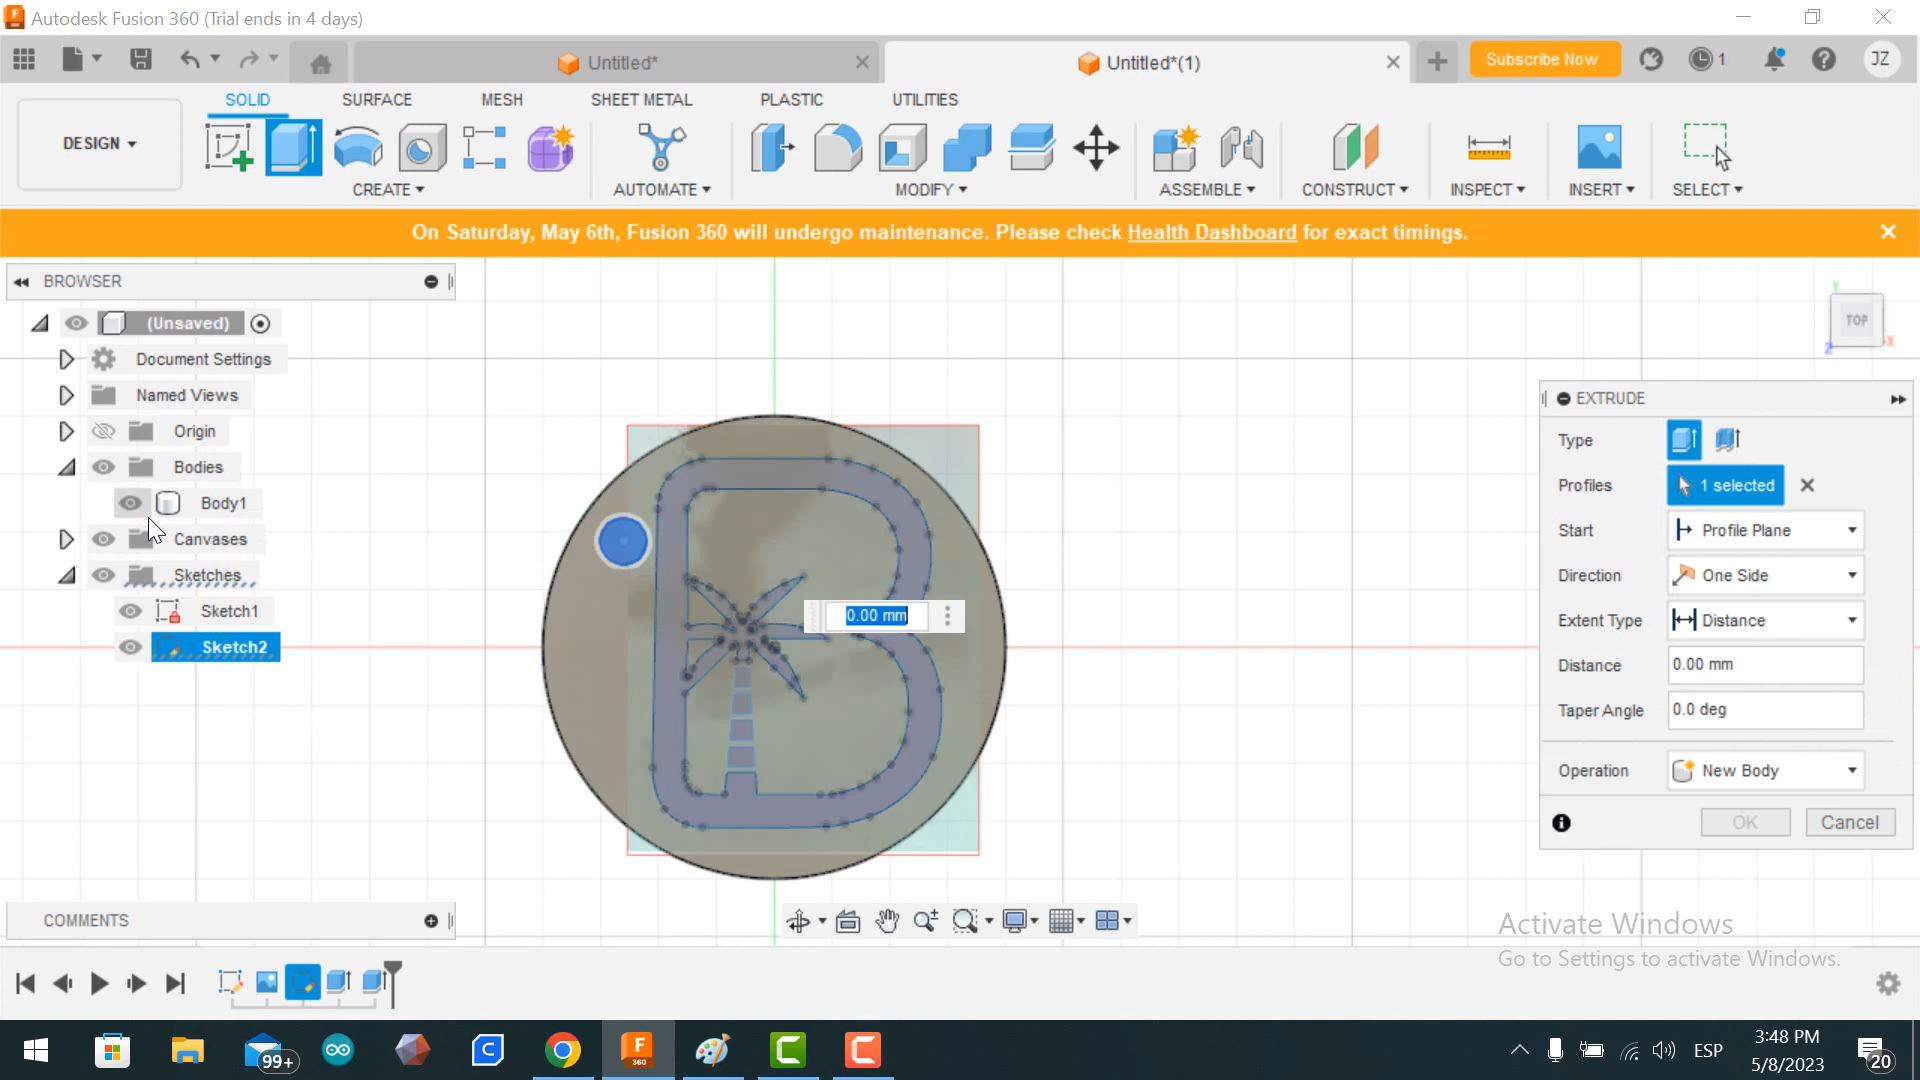 Autodesk Fusion 360 (Trial ends in 4 days)
Untitled*
Untitled*(1)
Subscribe Now
1
JZ
DESIGN
SOLID
SURFACE
MESH
SHEET METAL
PLASTIC
UTILITIES
CREATE
AUTOMATE
MODIFY
ASSEMBLE
CONSTRUCT
INSPECT
INSERT
SELECT
On Saturday, May 6th, Fusion 360 will undergo maintenance. Please check Health Dashboard for exact timings.
BROWSER
(Unsaved)
Document Settings
Named Views
Origin
Bodies
Body1
Canvases
Sketches
Sketch1
Sketch2
0.00 mm
TOP
Y
X
Z
EXTRUDE
Type
Profiles
1 selected
Start
Profile Plane
Direction
One Side
Extent Type
Distance
Distance
0.00 mm
Taper Angle
0.0 deg
Operation
New Body
OK
Cancel
COMMENTS
Activate Windows
Go to Settings to activate Windows.
99+
F
360
ESP
3:48 PM
5/8/2023
20